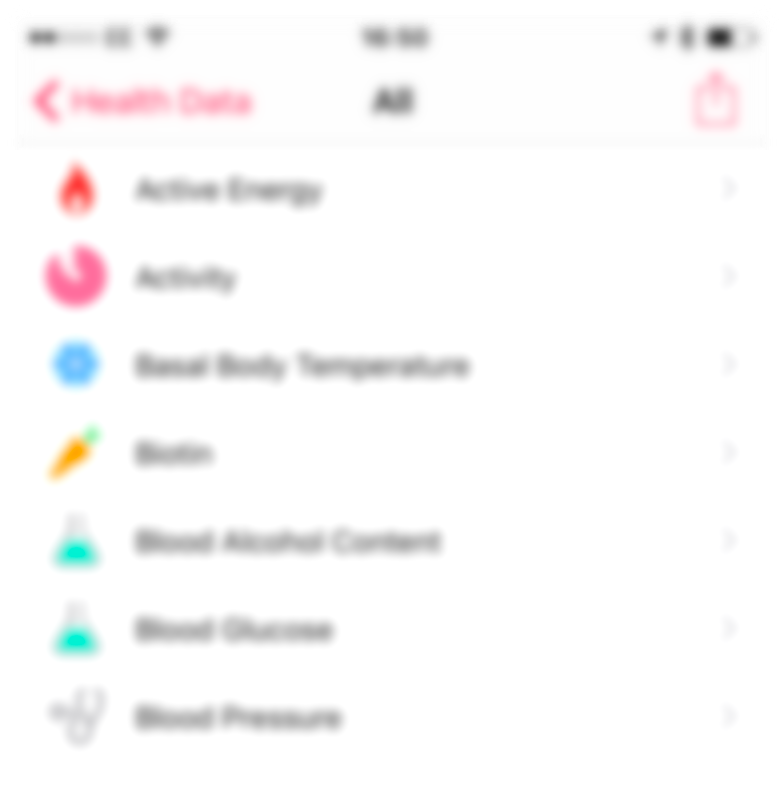 16:50
Health Data
All
Active Energy
Activity
Basal Body Temperature
Biotin
Blood Alcohol Content
Blood Glucose
Blood Pressure